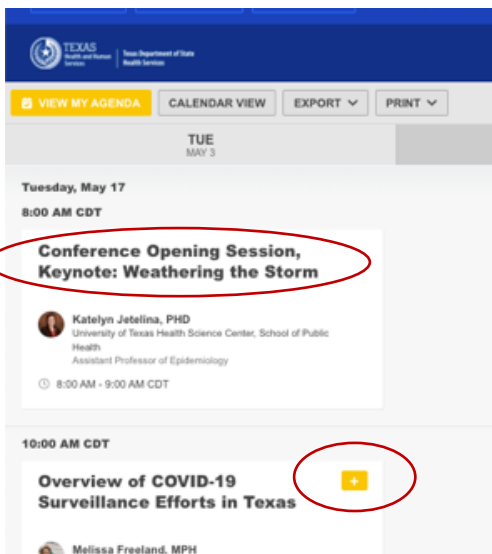 TEXAS
Health and Human
Services
Texas Department of State
Health Services
VIEW MY AGENDA
CALENDAR VIEW
EXPORT
PRINT
TUE
MAY 3
Tuesday, May 17
8:00 AM CDT
Conference Opening Session,
Keynote: Weathering the Storm
Katelyn Jetelina, PHD
University of Texas Health Science Center, School of Public
Health
Assistant Professor of Epidemiology
8:00 AM - 9:00 AM CDT
10:00 AM CDT
Overview of COVID-19
+
Surveillance Efforts in Texas
Melissa Freeland, MPH